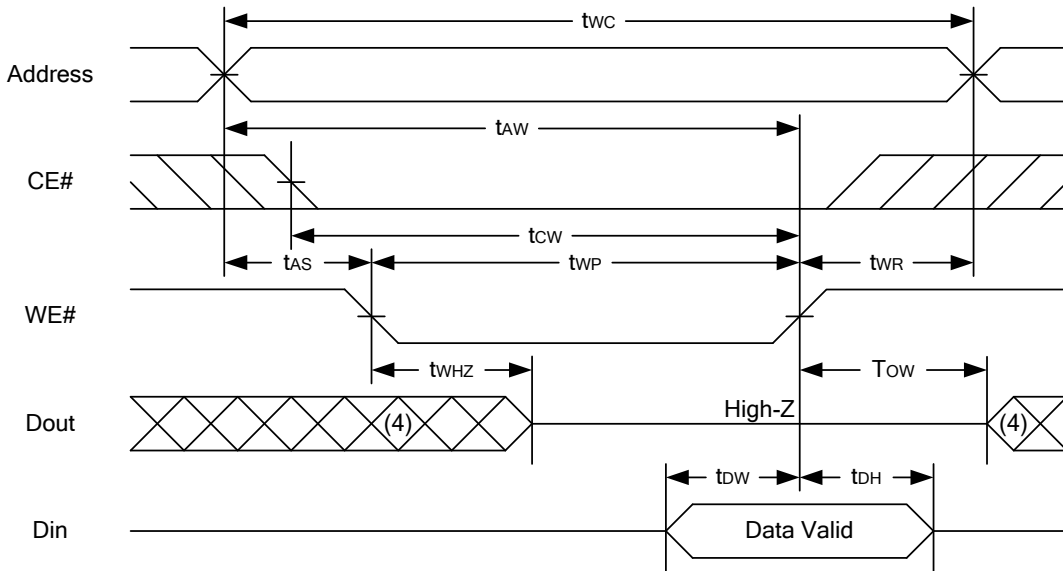 tWC
Address
tAW
CE#
tCW
tAS
tWP
tWR
WE#
tWHZ
TOW
High-Z
Dout
(4)
(4)
tDW
tDH
Din
Data Valid